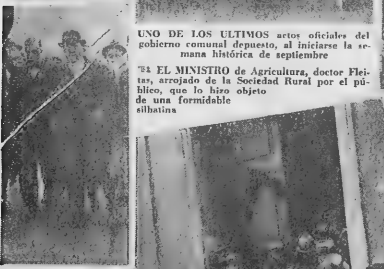 UNO DE LOS ULTIMOS actos oficiales del
gobierno comunal depuesto, al iniciarse la se-
mana histórica de septiembre
EL MINISTRO de Agricultura, doctor Flei-
tas, arrojado de la Sociedad Rural por el pú-
blico, que lo hizo objeto
de una formidable
silbatina